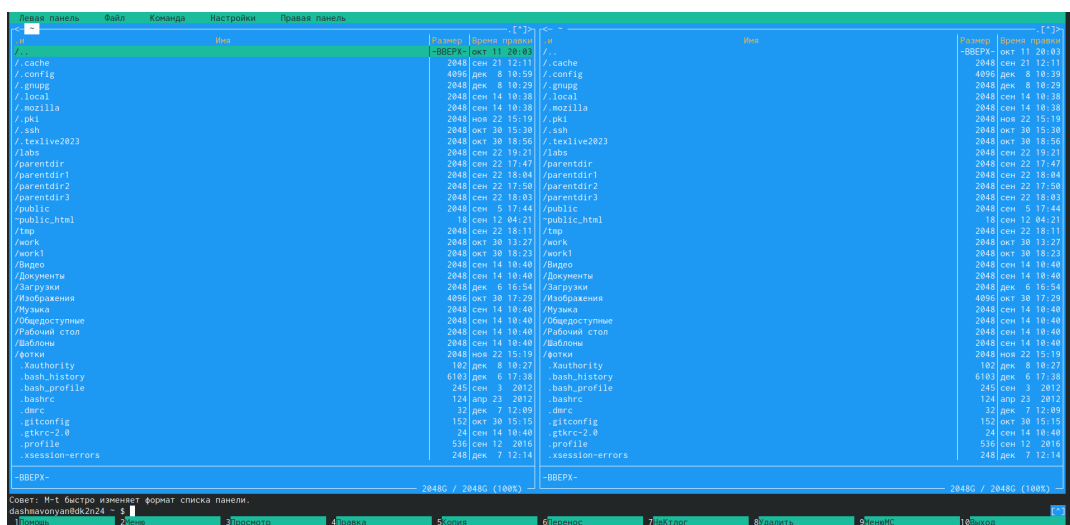 Левая панель Файл Команда Настройки Правая панель
<- ~ .[^]> <- ~ .[^]>
.и Имя Размер Время правки .и Имя Размер Время правки
/.. -ВВЕРХ- окт 11 20:03 /.. -ВВЕРХ- окт 11 20:03
/.cache 2048 сен 21 12:11 /.cache 2048 сен 21 12:11
/.config 4096 дек 8 10:59 /.config 4096 дек 8 10:39
/.gnupg 2048 дек 8 10:29 /.gnupg 2048 дек 8 10:29
/.local 2048 сен 14 10:38 /.local 2048 сен 14 10:38
/.mozilla 2048 сен 14 10:38 /.mozilla 2048 сен 14 10:38
/.pki 2048 ноя 22 15:19 /.pki 2048 ноя 22 15:19
/.ssh 2048 окт 30 15:30 /.ssh 2048 окт 30 15:30
/.texlive2023 2048 окт 30 18:56 /.texlive2023 2048 окт 30 18:56
/labs 2048 сен 22 19:21 /labs 2048 сен 22 19:21
/parentdir 2048 сен 22 17:47 /parentdir 2048 сен 22 17:47
/parentdir1 2048 сен 22 18:04 /parentdir1 2048 сен 22 18:04
/parentdir2 2048 сен 22 17:50 /parentdir2 2048 сен 22 17:50
/parentdir3 2048 сен 22 18:03 /parentdir3 2048 сен 22 18:03
/public 2048 сен 5 17:44 /public 2048 сен 5 17:44
~public_html 18 сен 12 04:21 ~public_html 18 сен 12 04:21
/tmp 2048 сен 22 18:11 /tmp 2048 сен 22 18:11
/work 2048 окт 30 13:27 /work 2048 окт 30 13:27
/work1 2048 окт 30 18:23 /work1 2048 окт 30 18:23
/Видео 2048 сен 14 10:40 /Видео 2048 сен 14 10:40
/Документы 2048 сен 14 10:40 /Документы 2048 сен 14 10:40
/Загрузки 2048 дек 6 16:54 /Загрузки 2048 дек 6 16:54
/Изображения 4096 окт 30 17:29 /Изображения 4096 окт 30 17:29
/Музыка 2048 сен 14 10:40 /Музыка 2048 сен 14 10:40
/Общедоступные 2048 сен 14 10:40 /Общедоступные 2048 сен 14 10:40
/Рабочий стол 2048 сен 14 10:40 /Рабочий стол 2048 сен 14 10:40
/Шаблоны 2048 сен 14 10:40 /Шаблоны 2048 сен 14 10:40
/фотки 2048 ноя 22 15:19 /фотки 2048 ноя 22 15:19
.Xauthority 102 дек 8 10:27 .Xauthority 102 дек 8 10:27
.bash_history 6103 дек 6 17:38 .bash_history 6103 дек 6 17:38
.bash_profile 245 сен 3 2012 .bash_profile 245 сен 3 2012
.bashrc 124 апр 23 2012 .bashrc 124 апр 23 2012
.dmrc 32 дек 7 12:09 .dmrc 32 дек 7 12:09
.gitconfig 152 окт 30 15:15 .gitconfig 152 окт 30 15:15
.gtkrc-2.0 24 сен 14 10:40 .gtkrc-2.0 24 сен 14 10:40
.profile 536 сен 12 2016 .profile 536 сен 12 2016
.xsession-errors 248 дек 7 12:14 .xsession-errors 248 дек 7 12:14
-ВВЕРХ- -ВВЕРХ-
2048G / 2048G (100%) 2048G / 2048G (100%)
Совет: M-t быстро изменяет формат списка панели.
dashmavonyan@dk2n24 ~ $ [^]
1Помощь 2Меню 3Просмотр 4Правка 5Копия 6Перенос 7НвКтлог 8Удалить 9МенюМС 10Выход